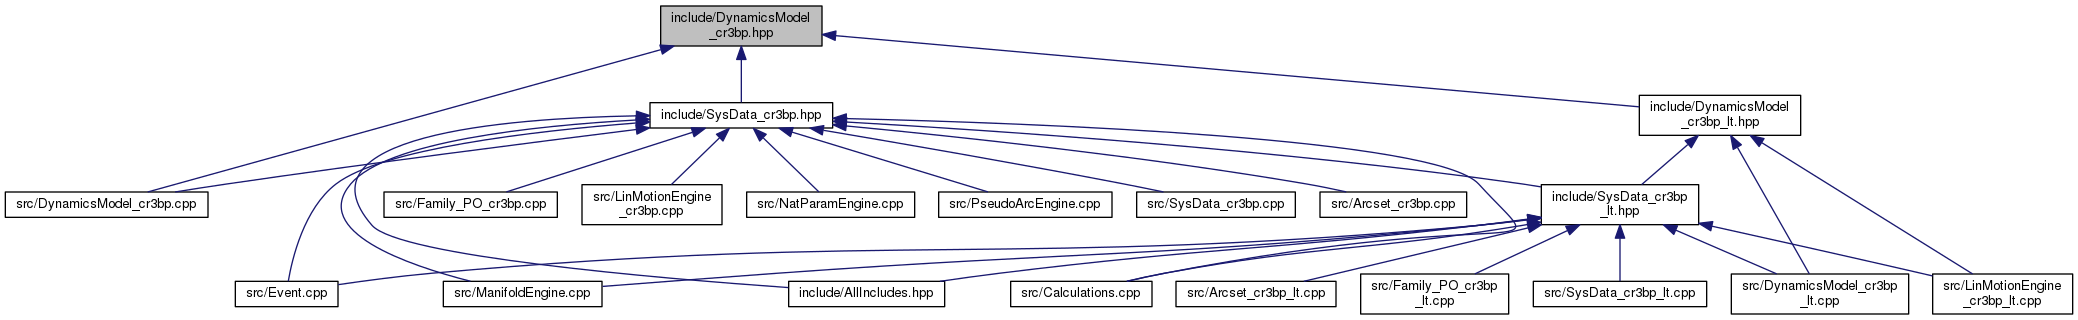 include/DynamicsModel
_cr3bp.hpp
include/SysData_cr3bp.hpp
include/DynamicsModel
_cr3bp_lt.hpp
src/DynamicsModel_cr3bp.cpp
src/Family_PO_cr3bp.cpp
src/LinMotionEngine
_cr3bp.cpp
src/NatParamEngine.cpp
src/PseudoArcEngine.cpp
src/SysData_cr3bp.cpp
src/Arcset_cr3bp.cpp
include/SysData_cr3bp
_lt.hpp
src/Event.cpp
src/ManifoldEngine.cpp
include/AllIncludes.hpp
src/Calculations.cpp
src/Arcset_cr3bp_lt.cpp
src/Family_PO_cr3bp
_lt.cpp
src/SysData_cr3bp_lt.cpp
src/DynamicsModel_cr3bp
_lt.cpp
src/LinMotionEngine
_cr3bp_lt.cpp